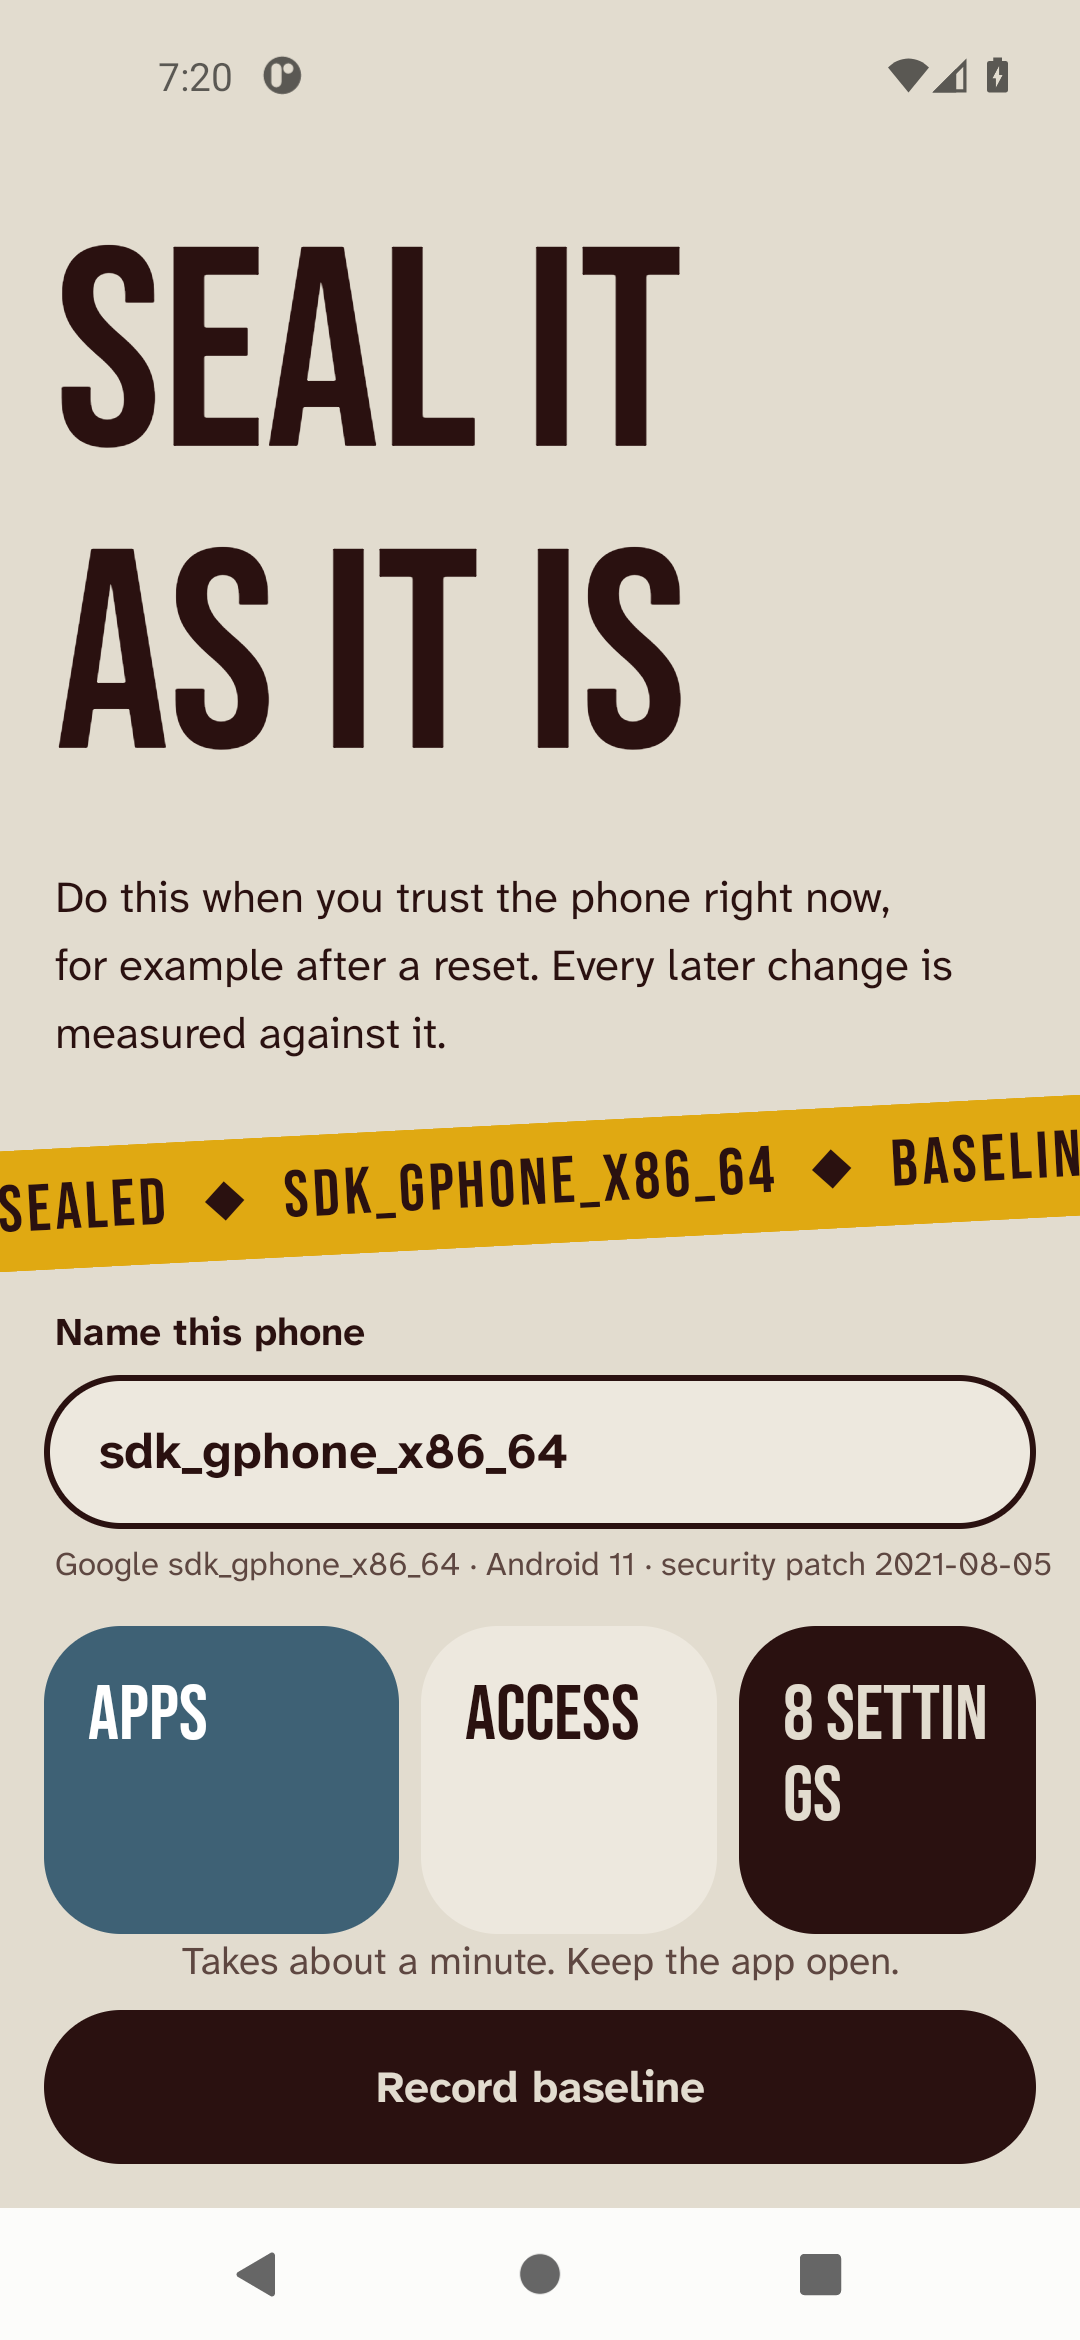 7:20
SEAL IT
AS IT IS
Do this when you trust the phone right now,
for example after a reset. Every later change is
measured against it.
SEALED ◆ SDK_GPHONE_X86_64 ◆ BASELIN
Name this phone
sdk_gphone_x86_64
Google sdk_gphone_x86_64 · Android 11 · security patch 2021-08-05
APPS
ACCESS
8 SETTIN
GS
Takes about a minute. Keep the app open.
Record baseline